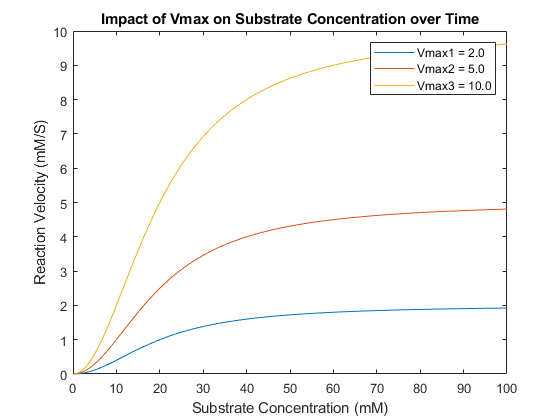 Impact of Vmax on Substrate Concentration over Time
Vmax1 = 2.0
Vmax2 = 5.0
Vmax3 = 10.0
Reaction Velocity (mM/S)
10
9
8
7
6
5
4
3
2
1
0
0 10 20 30 40 50 60 70 80 90 100
Substrate Concentration (mM)